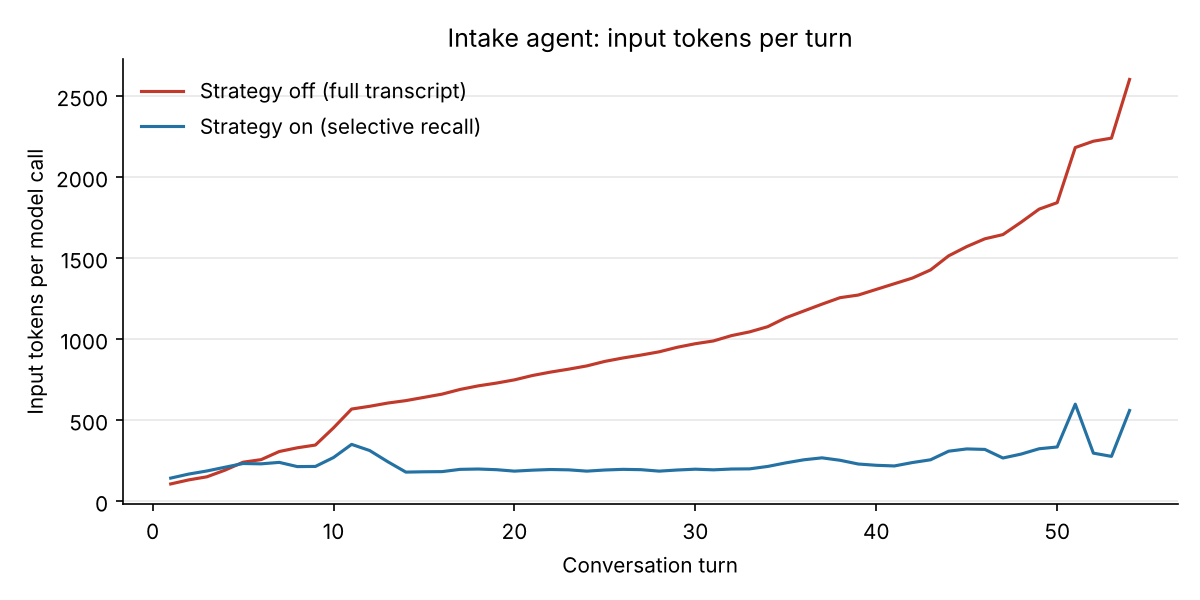 Intake agent: input tokens per turn
Strategy off (full transcript)
Strategy on (selective recall)
Input tokens per model call
2500
2000
1500
1000
500
0
0 10 20 30 40 50
Conversation turn